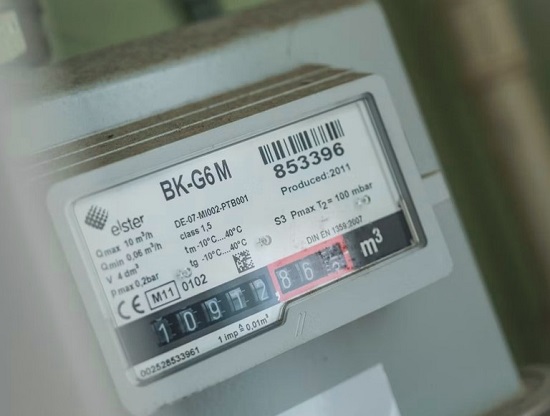 BK-G6 M
853396
Produced:2011
elster
DE-07-MI002-PTB001
class 1,5
Qmax 10 m³/h
Qmin 0,06 m³/h
V 4 dm³
pmax 0,2bar
tm -10°C...40°C
tg -10°C...40°C
S3 Pmax T₂= 100 mbar
DIN EN 1359:2007
CE M11 0102
10972,86
m³
1 imp ≙ 0,01m³
002528533961